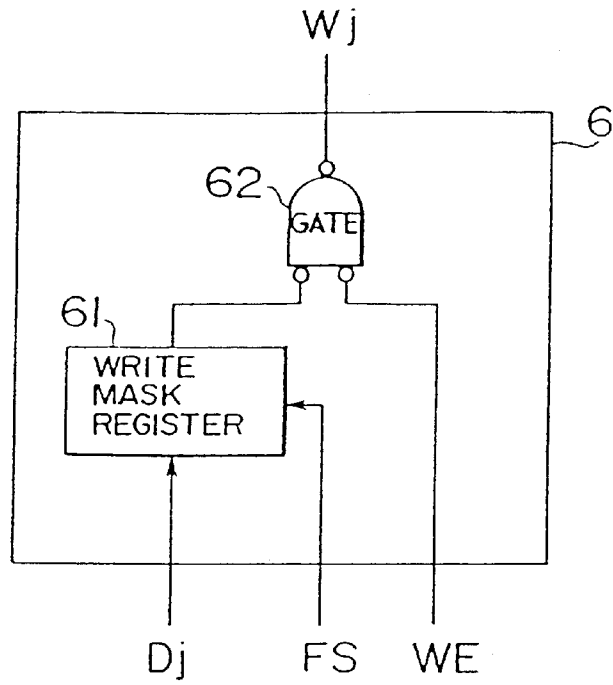 Wj
6
62
GATE
61
WRITE
MASK
REGISTER
Dj FS WE